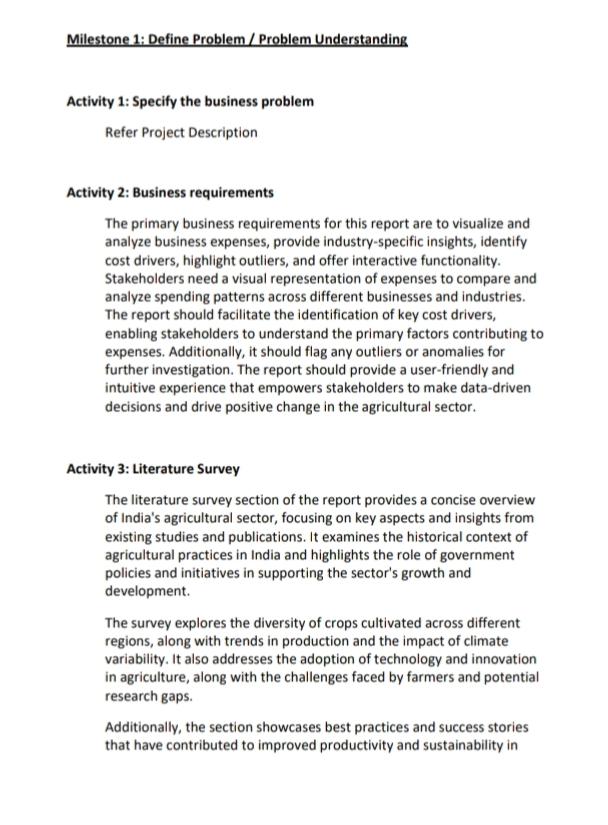 Milestone 1: Define Problem / Problem Understanding
Activity 1: Specify the business problem
Refer Project Description
Activity 2: Business requirements
The primary business requirements for this report are to visualize and
analyze business expenses, provide industry-specific insights, identify
cost drivers, highlight outliers, and offer interactive functionality.
Stakeholders need a visual representation of expenses to compare and
analyze spending patterns across different businesses and industries.
The report should facilitate the identification of key cost drivers,
enabling stakeholders to understand the primary factors contributing to
expenses. Additionally, it should flag any outliers or anomalies for
further investigation. The report should provide a user-friendly and
intuitive experience that empowers stakeholders to make data-driven
decisions and drive positive change in the agricultural sector.
Activity 3: Literature Survey
The literature survey section of the report provides a concise overview
of India's agricultural sector, focusing on key aspects and insights from
existing studies and publications. It examines the historical context of
agricultural practices in India and highlights the role of government
policies and initiatives in supporting the sector's growth and
development.
The survey explores the diversity of crops cultivated across different
regions, along with trends in production and the impact of climate
variability. It also addresses the adoption of technology and innovation
in agriculture, along with the challenges faced by farmers and potential
research gaps.
Additionally, the section showcases best practices and success stories
that have contributed to improved productivity and sustainability in